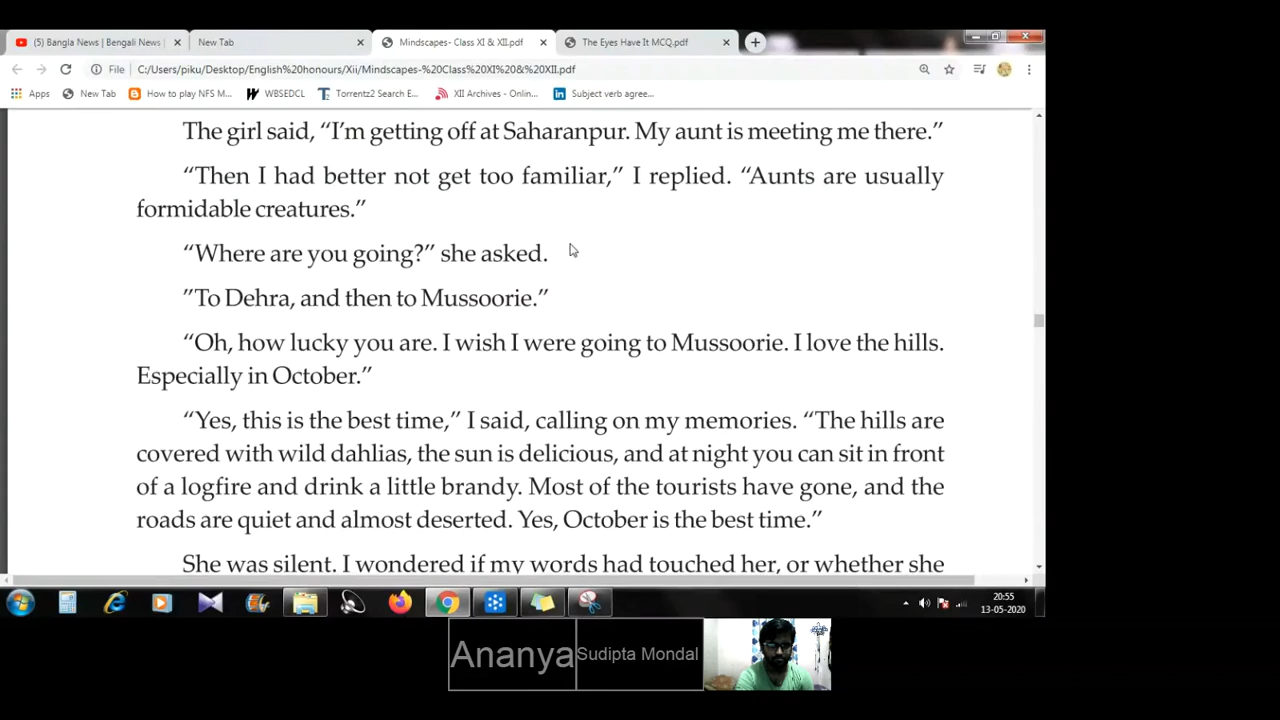 (5) Bangla News | Bengali News |
New Tab
Mindscapes- Class XI & XII.pdf
The Eyes Have It MCQ.pdf
File
C:/Users/piku/Desktop/English%20honours/Xii/Mindscapes-%20Class%20XI%20&%20XII.pdf
Apps
New Tab
How to play NFS M...
WBSEDCL
Torrentz2 Search E...
XII Archives - Onlin...
Subject verb agree...
The girl said, “I’m getting off at Saharanpur. My aunt is meeting me there.”
“Then I had better not get too familiar,” I replied. “Aunts are usually
formidable creatures.”
“Where are you going?” she asked.
”To Dehra, and then to Mussoorie.”
“Oh, how lucky you are. I wish I were going to Mussoorie. I love the hills.
Especially in October.”
“Yes, this is the best time,” I said, calling on my memories. “The hills are
covered with wild dahlias, the sun is delicious, and at night you can sit in front
of a logfire and drink a little brandy. Most of the tourists have gone, and the
roads are quiet and almost deserted. Yes, October is the best time.”
She was silent. I wondered if my words had touched her, or whether she
20:55
13-05-2020
Ananya
Sudipta Mondal